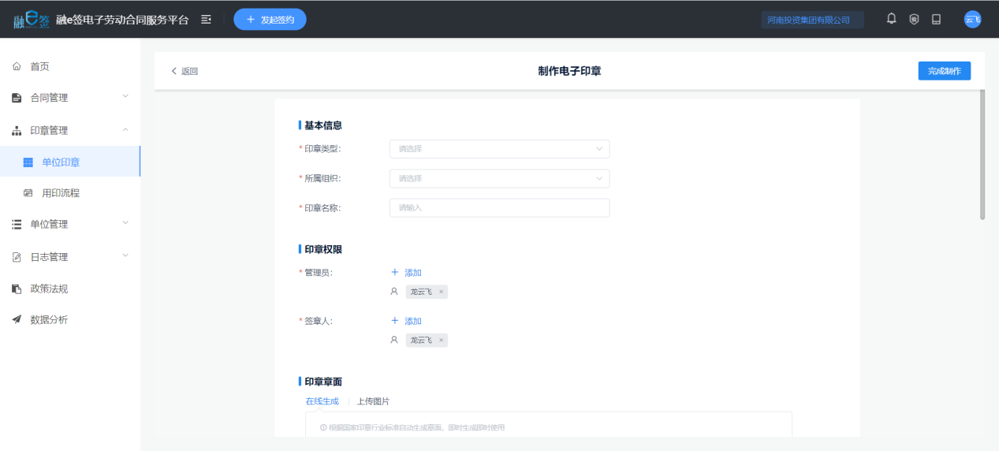 融e签 融e签电子劳动合同服务平台 + 发起签约 河南投资集团有限公司 云飞
首页
合同管理
印章管理
单位印章
用印流程
单位管理
日志管理
政策法规
数据分析
返回 制作电子印章 完成制作
基本信息
* 印章类型: 请选择
* 所属组织: 请选择
* 印章名称: 请输入
印章权限
* 管理员: + 添加
龙云飞 ×
* 签章人: + 添加
龙云飞 ×
印章章面
在线生成 上传图片
根据国家印章行业标准自动生成章面，即时生成即时使用